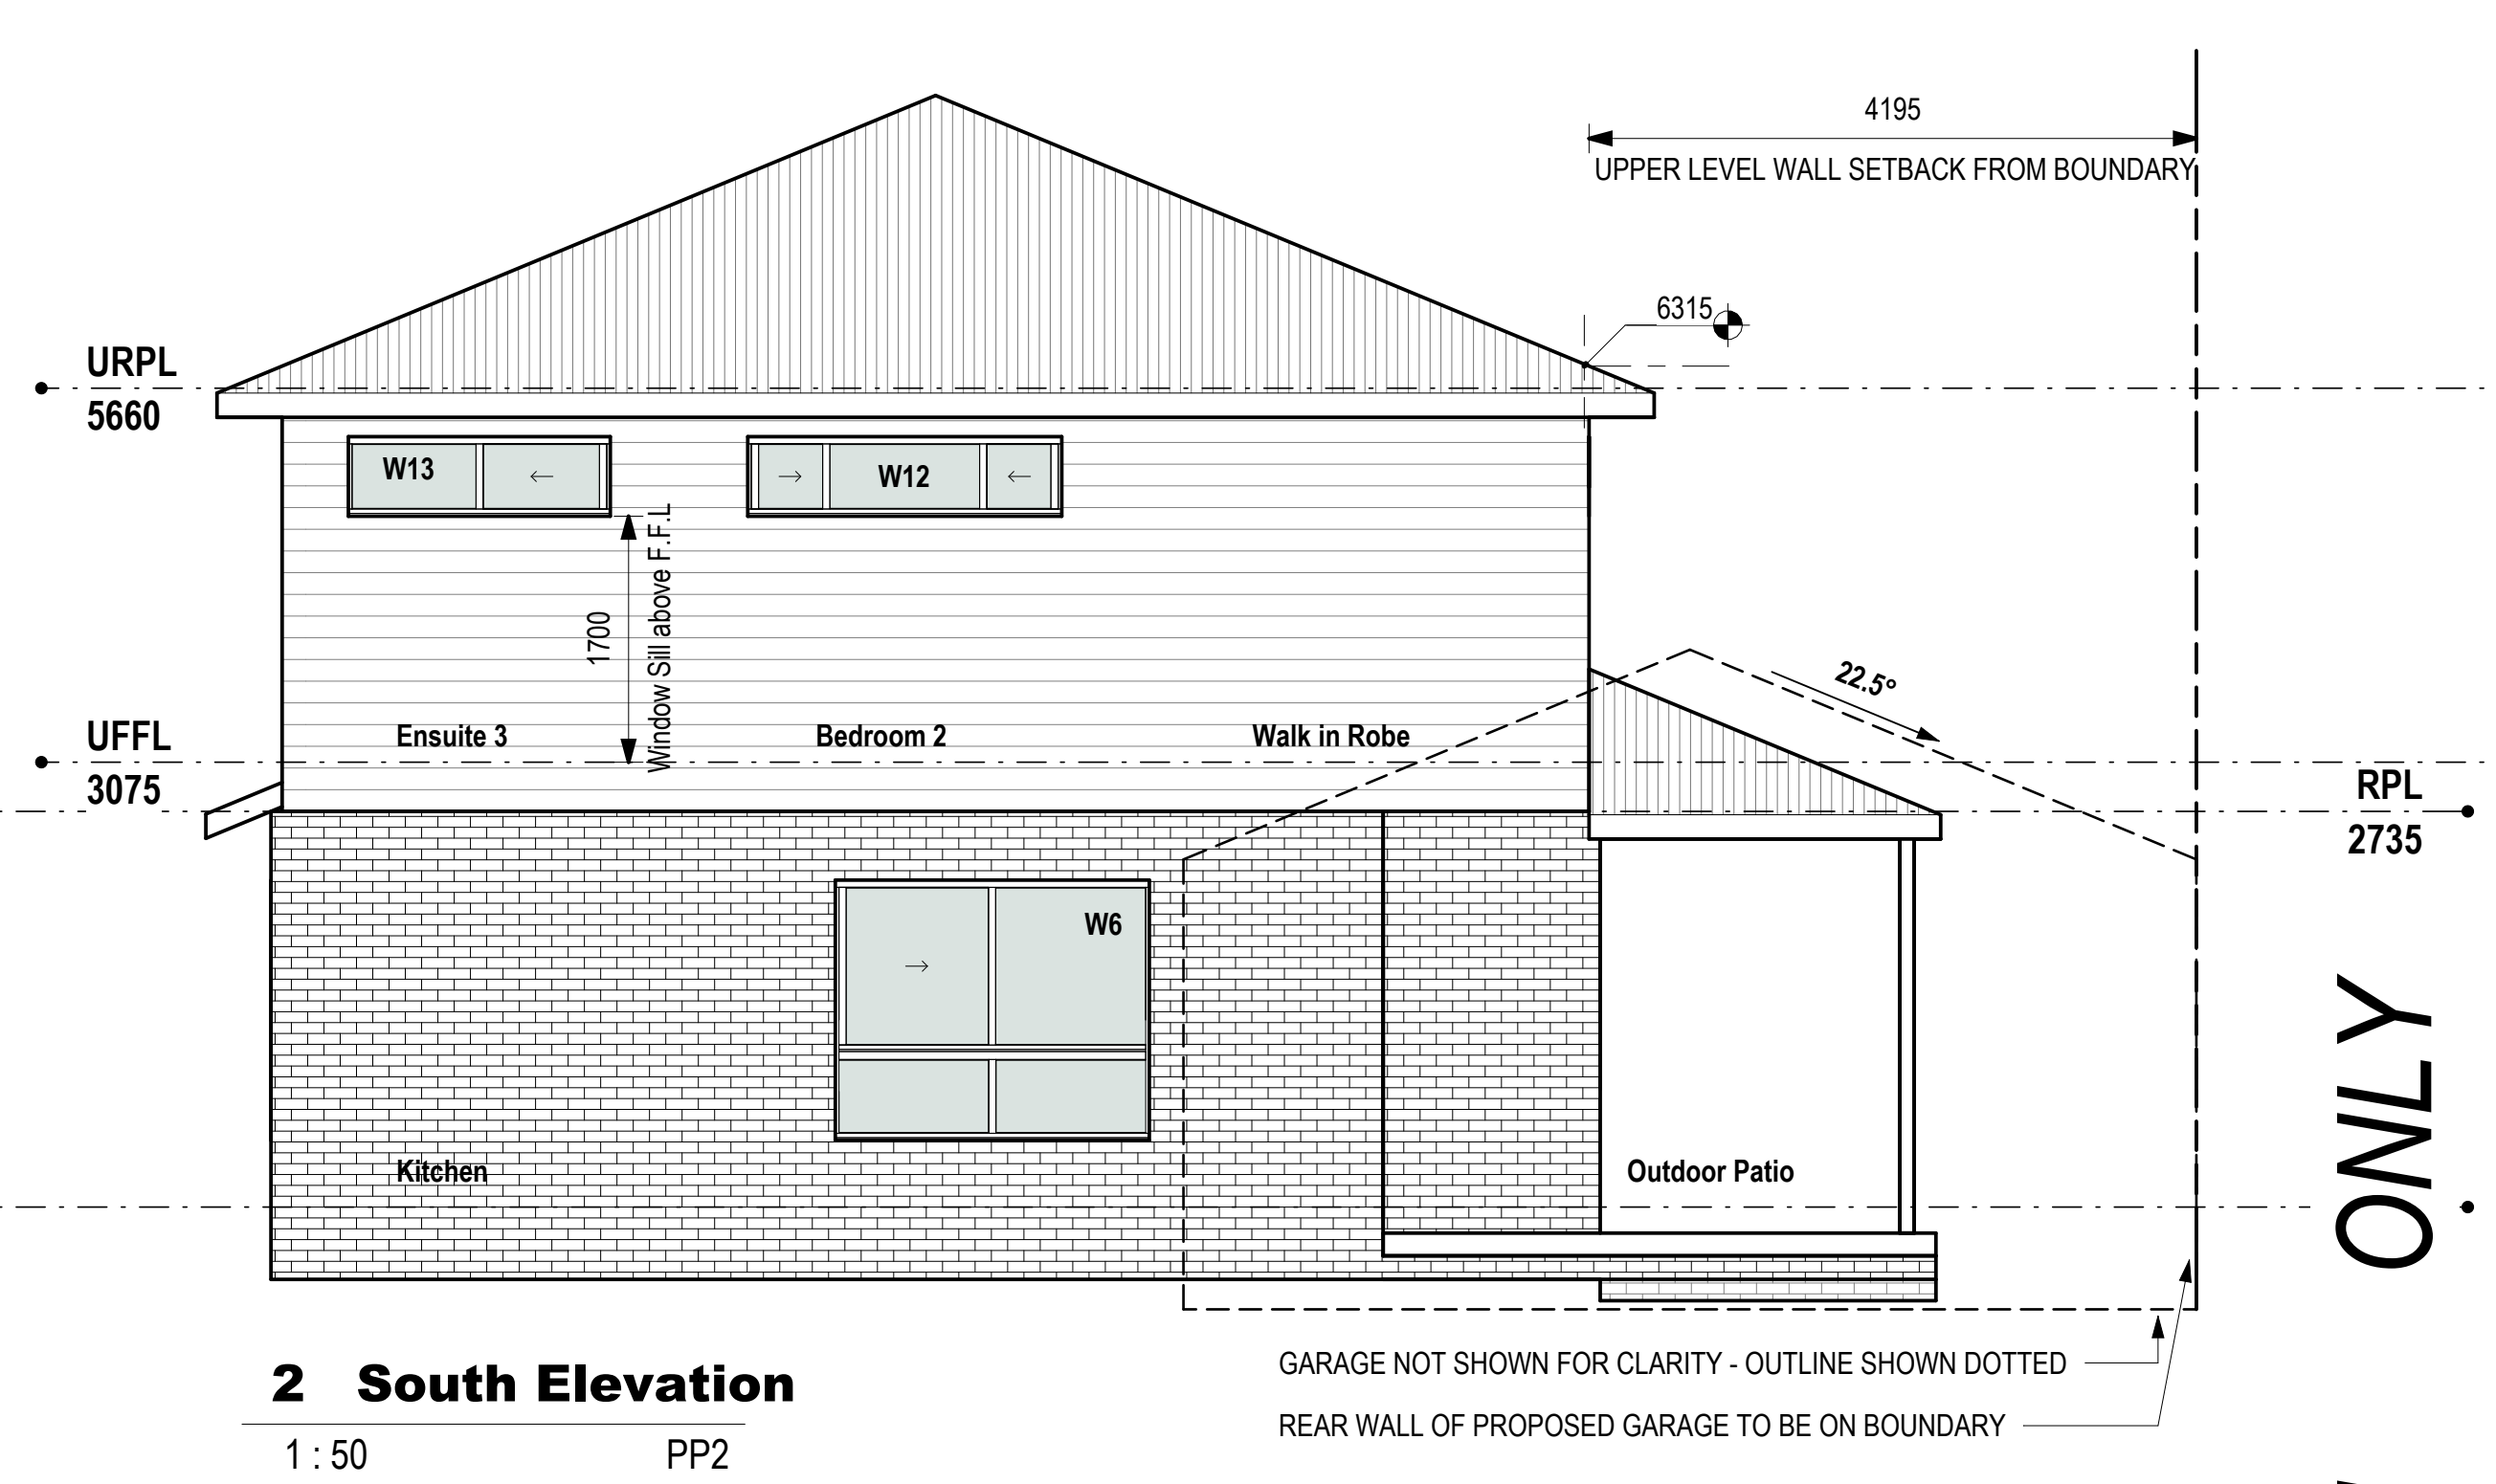 4195
UPPER LEVEL WALL SETBACK FROM BOUNDARY
6315
URPL
5660
W13
W12
1700
Window Sill above F.F.L
22.5°
UFFL
3075
Ensuite 3
Bedroom 2
Walk in Robe
RPL
2735
W6
Kitchen
Outdoor Patio
ONLY
GARAGE NOT SHOWN FOR CLARITY - OUTLINE SHOWN DOTTED
REAR WALL OF PROPOSED GARAGE TO BE ON BOUNDARY
2 South Elevation
1 : 50 PP2